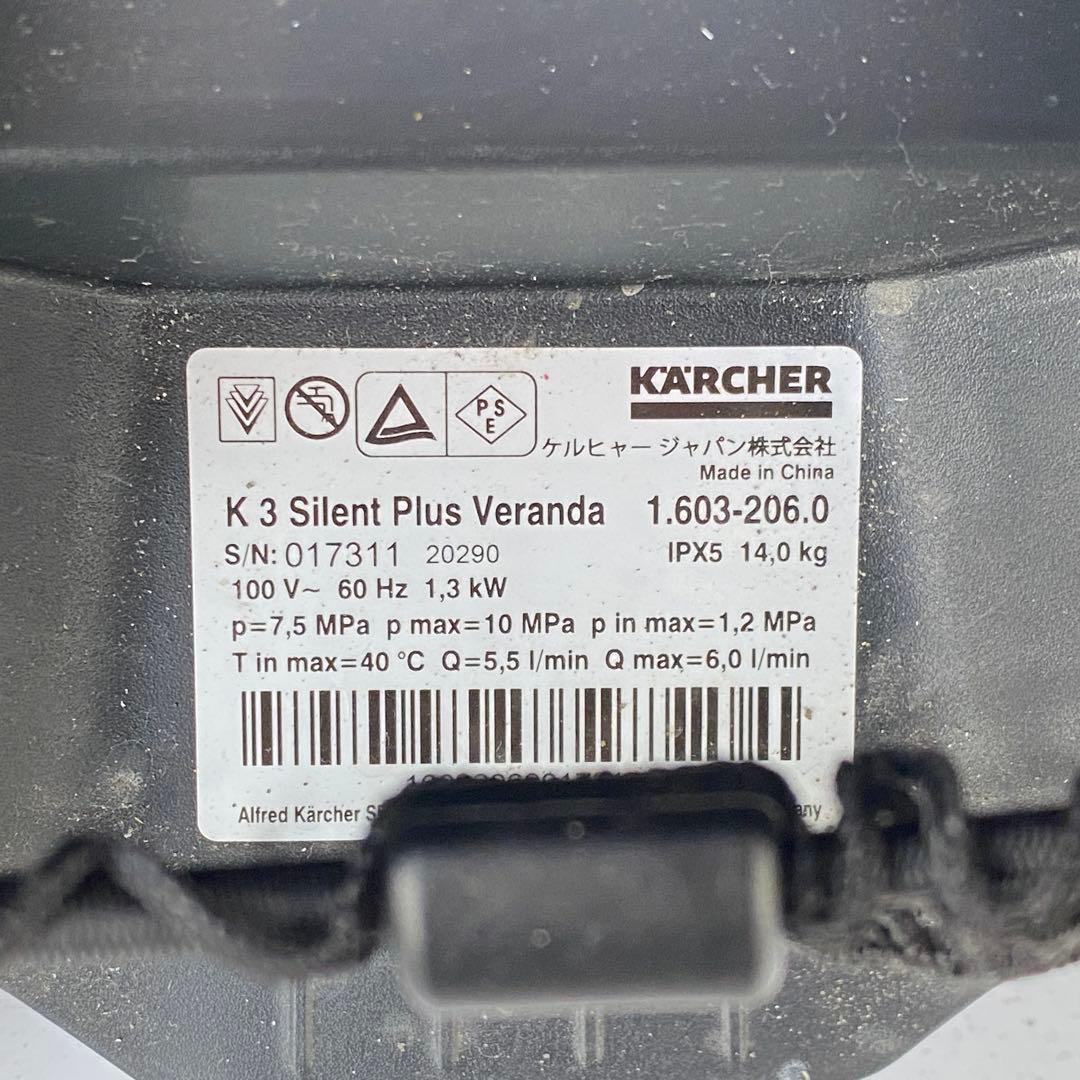 PSE
KÄRCHER
ケルヒャー ジャパン株式会社
Made in China
K 3 Silent Plus Veranda 1.603-206.0
S/N: 017311 20290 IPX5 14,0 kg
100 V~ 60 Hz 1,3 kW
p=7,5 MPa p max=10 MPa p in max=1,2 MPa
T in max=40 °C Q=5,5 l/min Q max=6,0 l/min
Alfred Kärcher